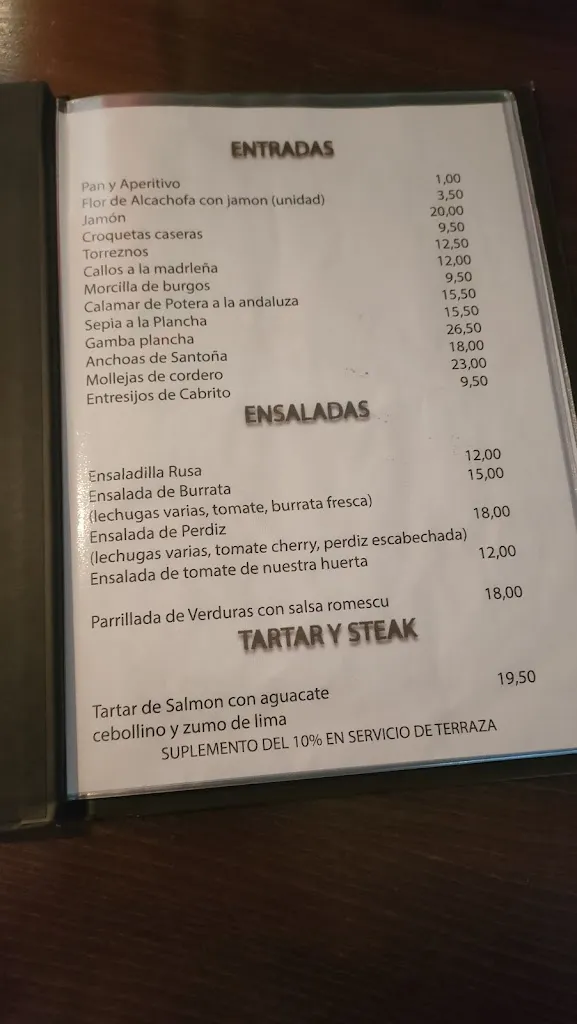 ENTRADAS
Pan y Aperitivo 1,00
Flor de Alcachofa con jamon (unidad) 3,50
Jamón 20,00
Croquetas caseras 9,50
Torreznos 12,50
Callos a la madrleña 12,00
Morcilla de burgos 9,50
Calamar de Potera a la andaluza 15,50
Sepia a la Plancha 15,50
Gamba plancha 26,50
Anchoas de Santoña 18,00
Mollejas de cordero 23,00
Entresijos de Cabrito 9,50
ENSALADAS
Ensaladilla Rusa 12,00
Ensalada de Burrata 15,00
(lechugas varias, tomate, burrata fresca)
Ensalada de Perdiz 18,00
(lechugas varias, tomate cherry, perdiz escabechada)
Ensalada de tomate de nuestra huerta 12,00
Parrillada de Verduras con salsa romescu 18,00
TARTAR Y STEAK
Tartar de Salmon con aguacate 19,50
cebollino y zumo de lima
SUPLEMENTO DEL 10% EN SERVICIO DE TERRAZA